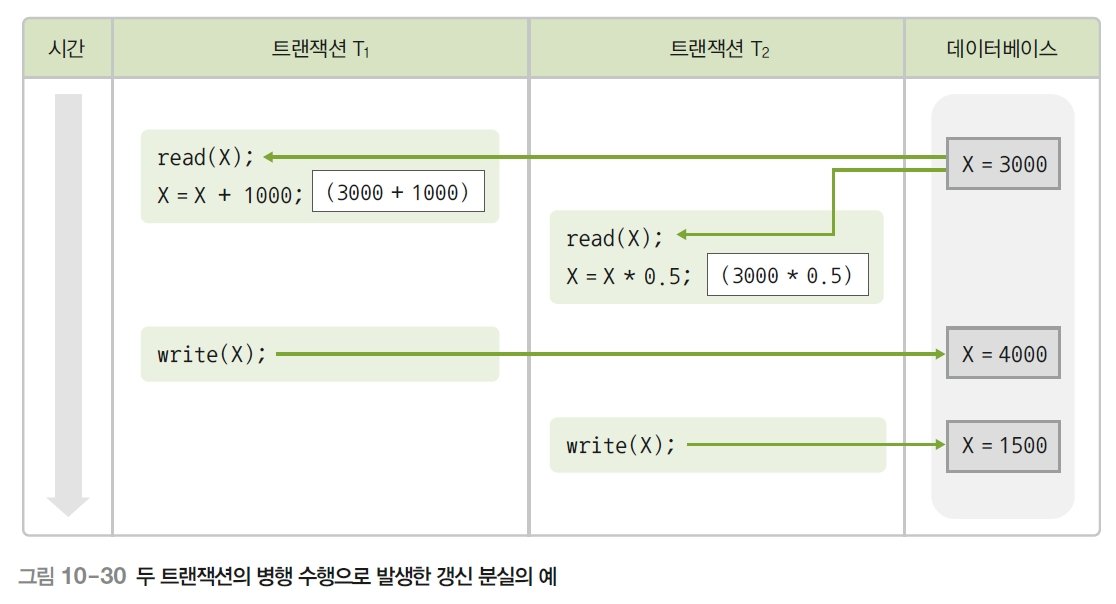 시간 트랜잭션 T1 트랜잭션 T2 데이터베이스
read(X);
X = 3000
X = X + 1000; (3000 + 1000)
read(X);
X = X * 0.5; (3000 * 0.5)
write(X); X = 4000
write(X); X = 1500
그림 10-30 두 트랜잭션의 병행 수행으로 발생한 갱신 분실의 예